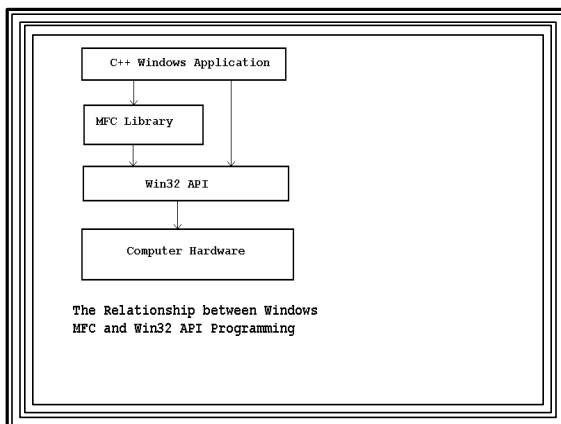 C++ Windows Application
MFC Library
Win32 API
Computer Hardware
The Relationship between Windows
MFC and Win32 API Programming